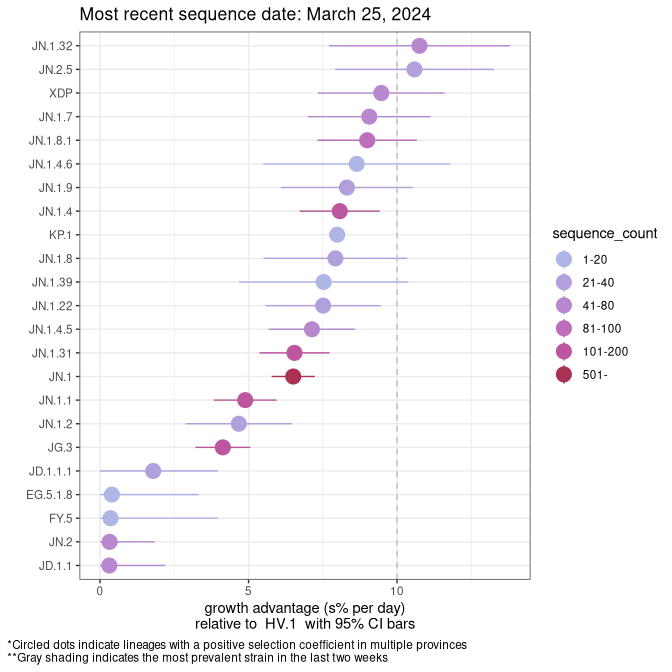 Most recent sequence date: March 25, 2024
JN.1.32
JN.2.5
XDP
JN.1.7
JN.1.8.1
JN.1.4.6
JN.1.9
JN.1.4
KP.1
JN.1.8
JN.1.39
JN.1.22
JN.1.4.5
JN.1.31
JN.1
JN.1.1
JN.1.2
JG.3
JD.1.1.1
EG.5.1.8
FY.5
JN.2
JD.1.1
0 5 10
growth advantage (s% per day)
relative to HV.1 with 95% CI bars
sequence_count
1-20
21-40
41-80
81-100
101-200
501-
*Circled dots indicate lineages with a positive selection coefficient in multiple provinces
**Gray shading indicates the most prevalent strain in the last two weeks